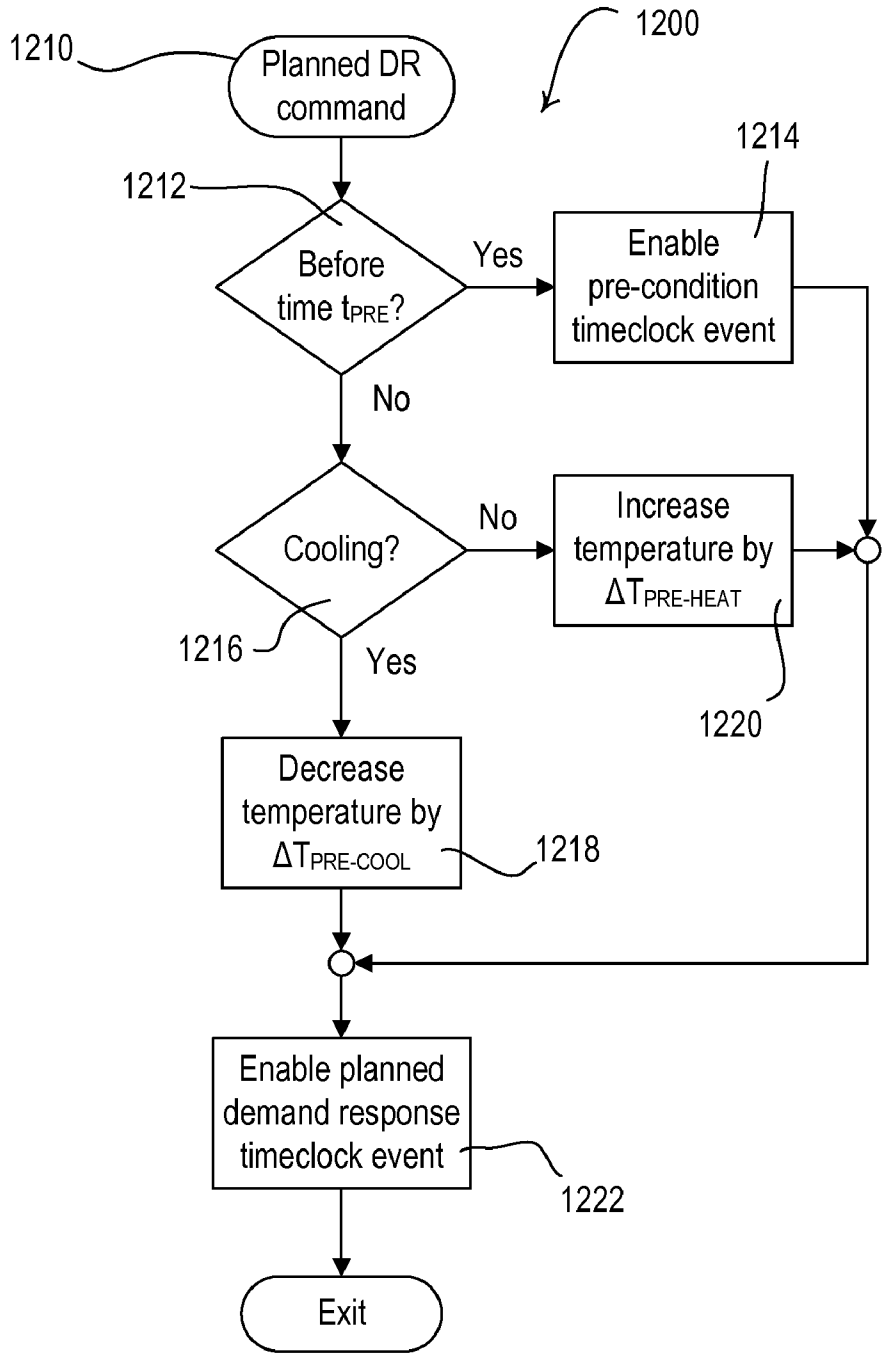 1200
1210
Planned DR
command
1212
Before
time tPRE?
Yes
1214
Enable
pre-condition
timeclock event
No
Cooling?
No
Increase
temperature by
ΔTPRE-HEAT
1216
Yes
1220
Decrease
temperature by
ΔTPRE-COOL
1218
Enable planned
demand response
timeclock event
1222
Exit